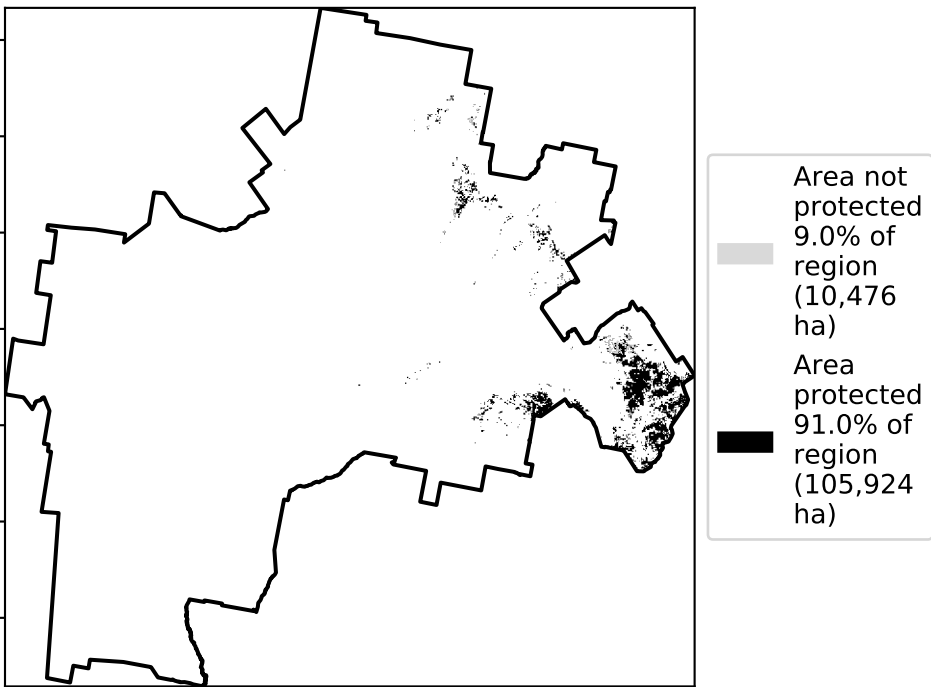 Area not
protected
9.0% of
region
(10,476
ha)
Area
protected
91.0% of
region
(105,924
ha)